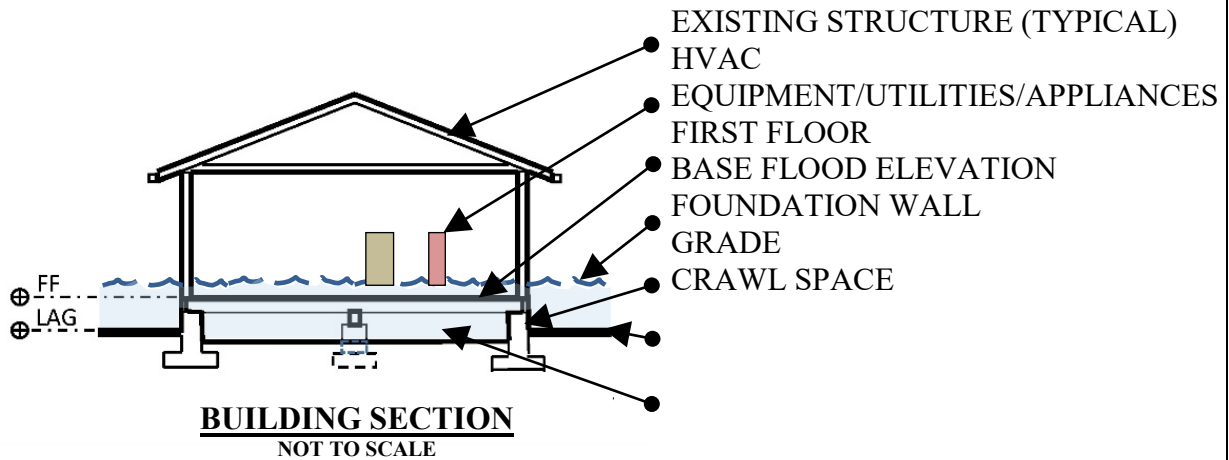 EXISTING STRUCTURE (TYPICAL)
HVAC
EQUIPMENT/UTILITIES/APPLIANCES
FIRST FLOOR
BASE FLOOD ELEVATION
FOUNDATION WALL
GRADE
CRAWL SPACE
FF
LAG
BUILDING SECTION
NOT TO SCALE